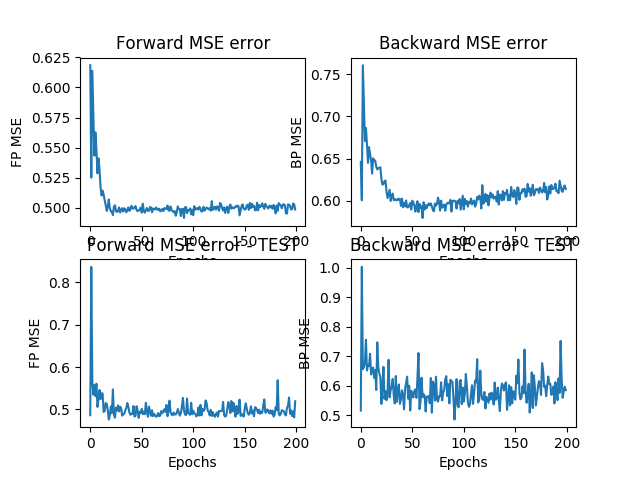 Forward MSE error
Backward MSE error
0.625
0.600
0.575
0.550
0.525
0.500
FP MSE
0 50 100 150 200
Epochs
0.75
0.70
0.65
0.60
BP MSE
0 50 100 150 200
Epochs
Forward MSE error - TEST
Backward MSE error - TEST
0.8
0.7
0.6
0.5
FP MSE
0 50 100 150 200
Epochs
1.0
0.9
0.8
0.7
0.6
0.5
BP MSE
0 50 100 150 200
Epochs